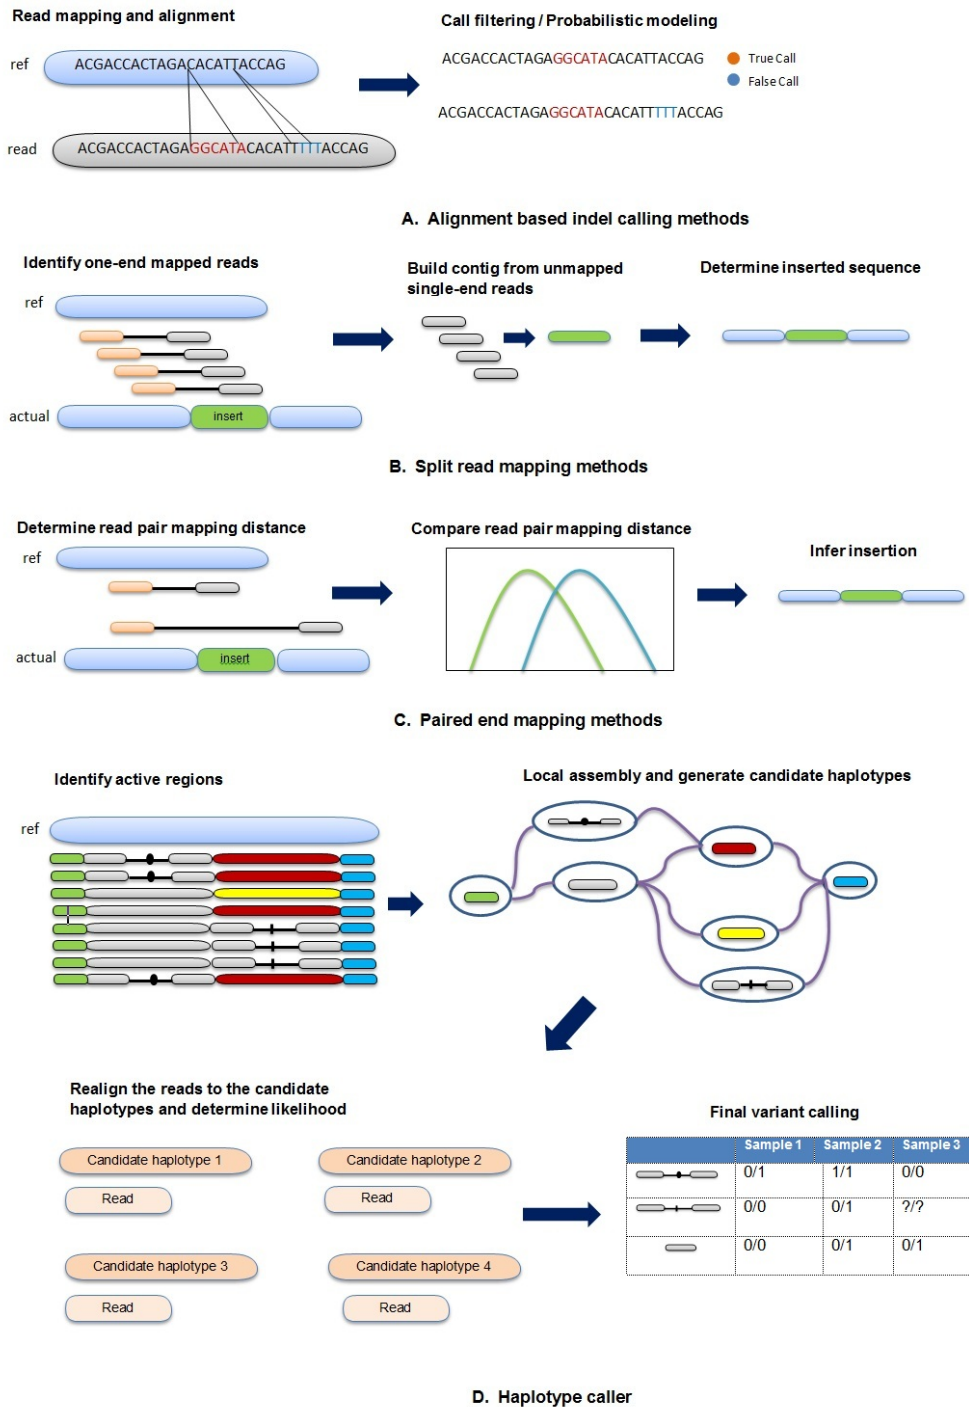 Read mapping and alignment
Call filtering / Probabilistic modeling
ref
ACGACCACTAGACACATTACCAG
ACGACCACTAGAGGCATACACATTACCAG
True Call
False Call
ACGACCACTAGAGGCATACACATTTTTACCAG
read
ACGACCACTAGAGGCATACACATTTTTACCAG
A. Alignment based indel calling methods
Identify one-end mapped reads
Build contig from unmapped
single-end reads
Determine inserted sequence
ref
actual
insert
B. Split read mapping methods
Determine read pair mapping distance
Compare read pair mapping distance
Infer insertion
ref
actual
insert
C. Paired end mapping methods
Identify active regions
Local assembly and generate candidate haplotypes
ref
Realign the reads to the candidate
haplotypes and determine likelihood
Final variant calling
Candidate haplotype 1
Candidate haplotype 2
Read
Read
Candidate haplotype 3
Candidate haplotype 4
Read
Read
Sample 1 Sample 2 Sample 3
0/1 1/1 0/0
0/0 0/1 ?/?
0/0 0/1 0/1
D. Haplotype caller